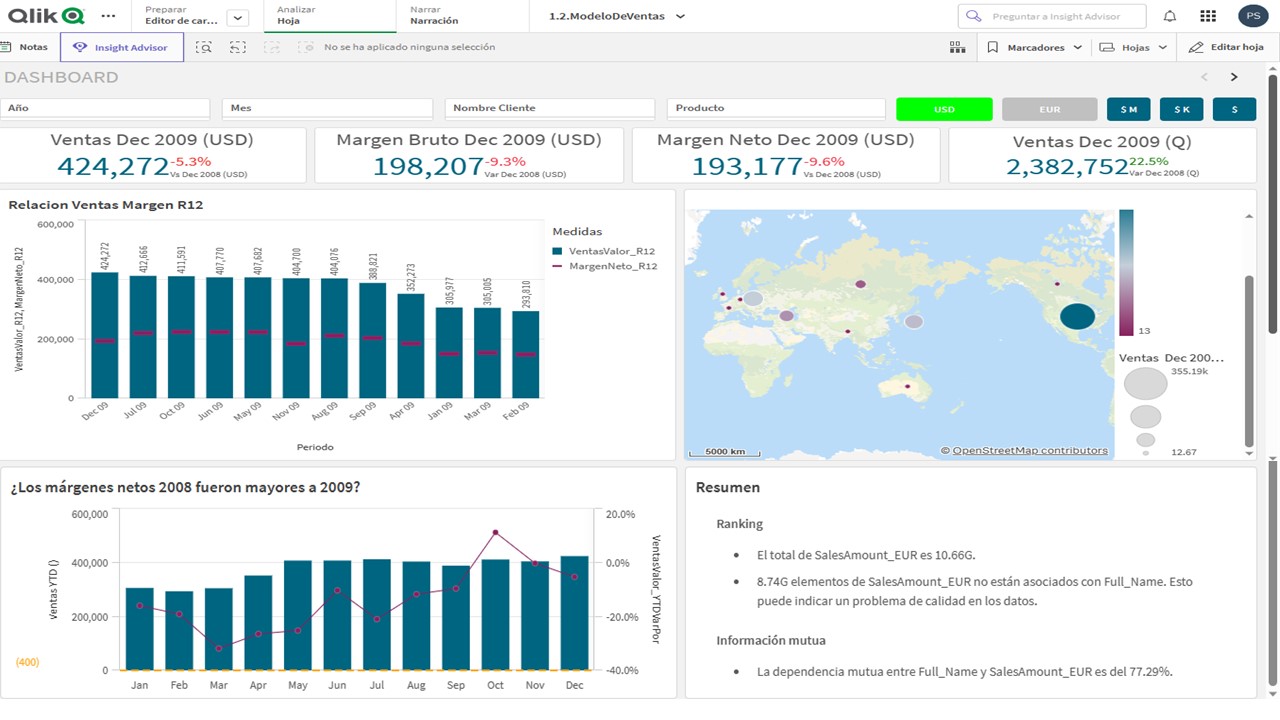 Qlik
Preparar
Editor de car...
Analizar
Hoja
Narrar
Narración
1.2.ModeloDeVentas
Preguntar a Insight Advisor
PS
Notas
Insight Advisor
No se ha aplicado ninguna selección
Marcadores
Hojas
Editar hoja
DASHBOARD
Año
Mes
Nombre Cliente
Producto
USD
EUR
$ M
$ K
$
Ventas Dec 2009 (USD)
424,272 -5.3%
Vs Dec 2008 (USD)
Margen Bruto Dec 2009 (USD)
198,207 -9.3%
Var Dec 2008 (USD)
Margen Neto Dec 2009 (USD)
193,177 -9.6%
Vs Dec 2008 (USD)
Ventas Dec 2009 (Q)
2,382,752 22.5%
Var Dec 2008 (Q)
Relacion Ventas Margen R12
VentasValor_R12, MargenNeto_R12
600,000
400,000
200,000
0
424,272
412,666
411,591
407,770
407,682
404,700
404,076
388,821
352,273
305,977
305,005
293,810
Dec 09
Jul 09
Oct 09
Jun 09
May 09
Nov 09
Aug 09
Sep 09
Apr 09
Jan 09
Mar 09
Feb 09
Periodo
Medidas
VentasValor_R12
MargenNeto_R12
5000 km
© OpenStreetMap contributors
13
Ventas Dec 200...
355.19k
12.67
¿Los márgenes netos 2008 fueron mayores a 2009?
Ventas YTD ()
600,000
400,000
200,000
0
(400)
Jan
Feb
Mar
Apr
May
Jun
Jul
Aug
Sep
Oct
Nov
Dec
20.0%
0.0%
-20.0%
-40.0%
VentasValor_YTDVarPor
Resumen
Ranking
El total de SalesAmount_EUR es 10.66G.
8.74G elementos de SalesAmount_EUR no están asociados con Full_Name. Esto
puede indicar un problema de calidad en los datos.
Información mutua
La dependencia mutua entre Full_Name y SalesAmount_EUR es del 77.29%.